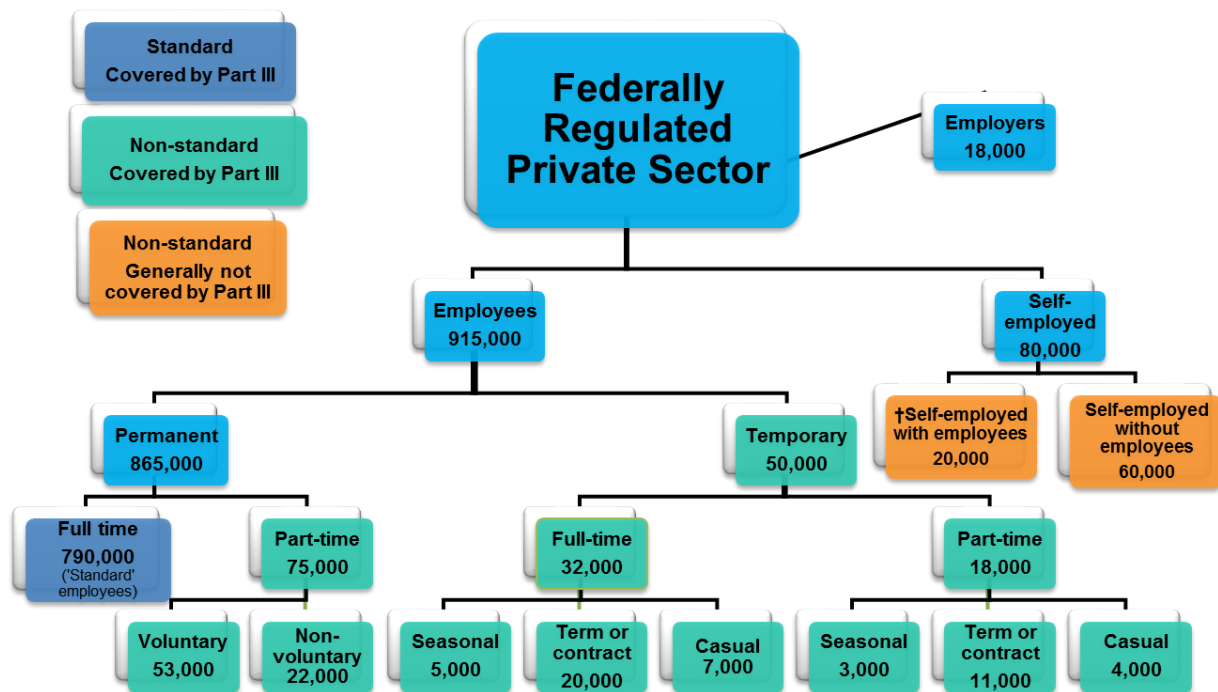 Standard
Covered by Part III
Non-standard
Covered by Part III
Non-standard
Generally not
covered by Part III
Federally
Regulated
Private Sector
Employers
18,000
Employees
915,000
Self-
employed
80,000
Permanent
865,000
Temporary
50,000
†Self-employed
with employees
20,000
Self-employed
without
employees
60,000
Full time
790,000
('Standard'
employees)
Part-time
75,000
Full-time
32,000
Part-time
18,000
Voluntary
53,000
Non-
voluntary
22,000
Seasonal
5,000
Term or
contract
20,000
Casual
7,000
Seasonal
3,000
Term or
contract
11,000
Casual
4,000